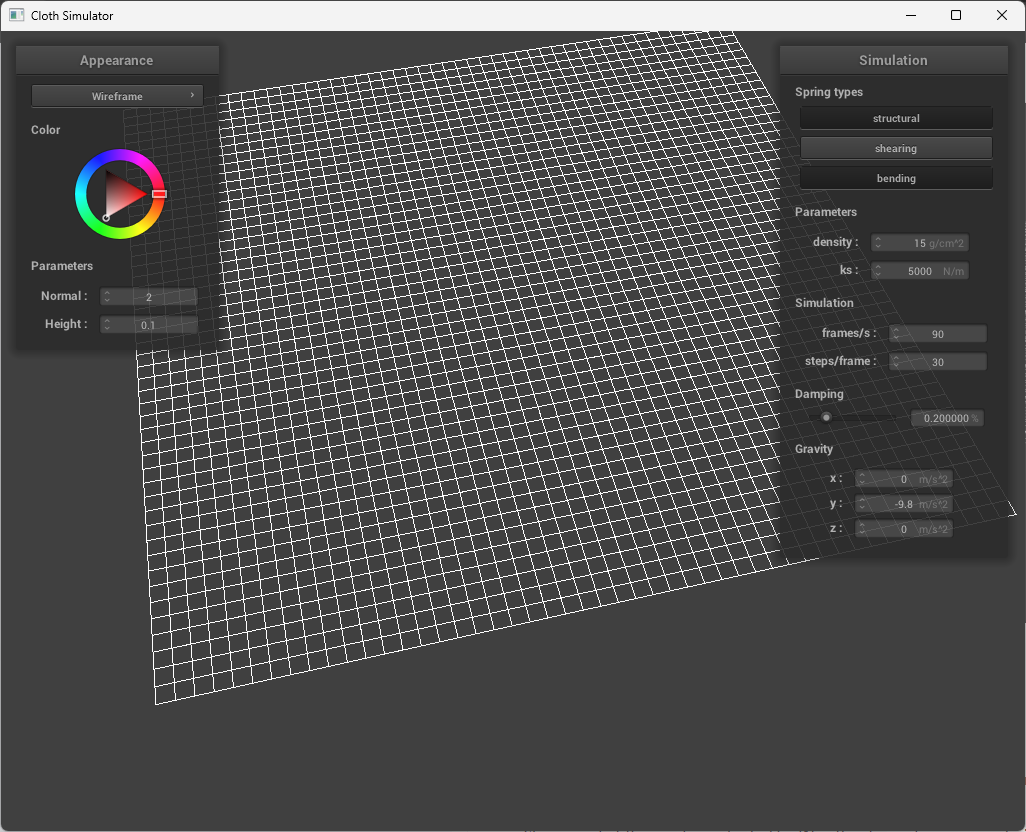 Cloth Simulator
Appearance
Wireframe
Color
Parameters
Normal : 2
Height : 0.1
Simulation
Spring types
structural
shearing
bending
Parameters
density : 15 g/cm^2
ks : 5000 N/m
Simulation
frames/s : 90
steps/frame : 30
Damping
0.200000 %
Gravity
x : 0 m/s^2
y : -9.8 m/s^2
z : 0 m/s^2